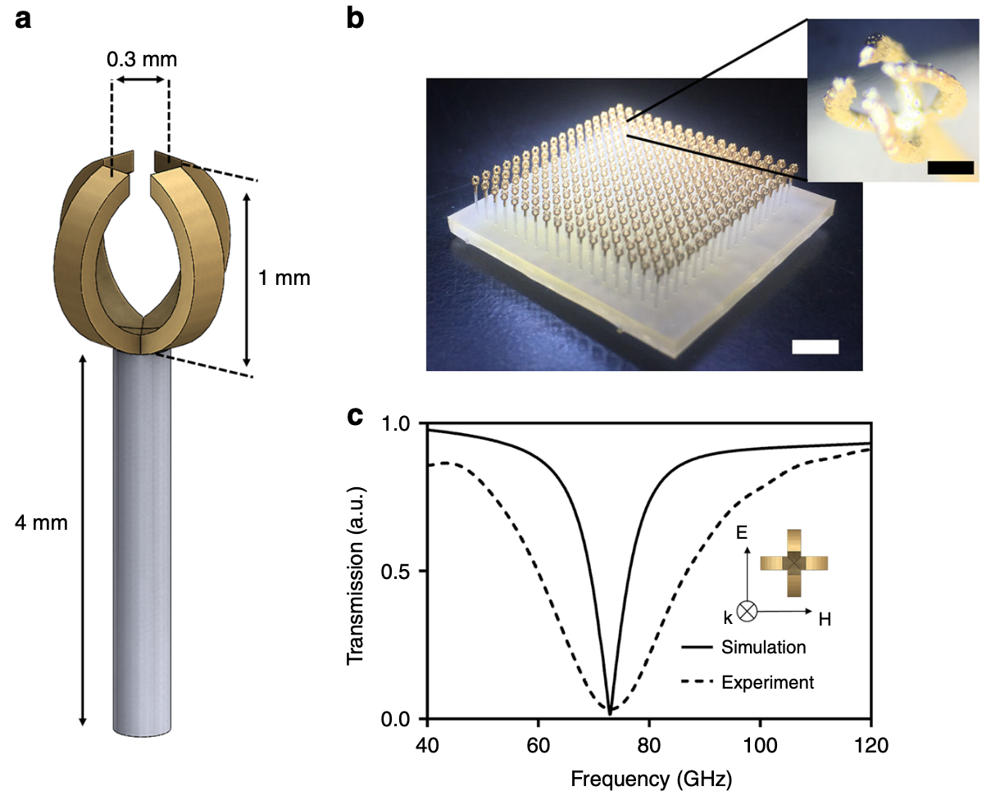 a
0.3 mm
1 mm
4 mm
b
c
1.0
0.5
0.0
Transmission (a.u.)
40
60
80
100
120
Frequency (GHz)
E
k
H
Simulation
Experiment